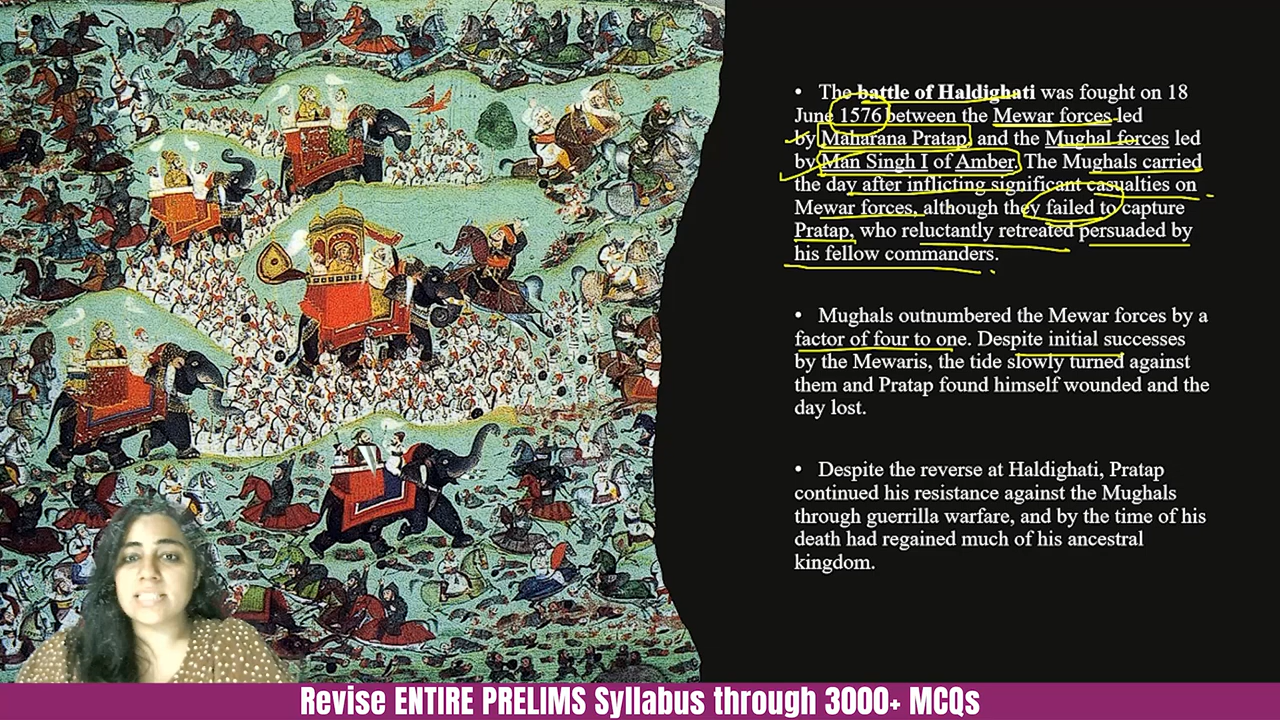 • The battle of Haldighati was fought on 18
June 1576 between the Mewar forces led
by Maharana Pratap, and the Mughal forces led
by Man Singh I of Amber. The Mughals carried
the day after inflicting significant casualties on
Mewar forces, although they failed to capture
Pratap, who reluctantly retreated persuaded by
his fellow commanders.
• Mughals outnumbered the Mewar forces by a
factor of four to one. Despite initial successes
by the Mewaris, the tide slowly turned against
them and Pratap found himself wounded and the
day lost.
• Despite the reverse at Haldighati, Pratap
continued his resistance against the Mughals
through guerrilla warfare, and by the time of his
death had regained much of his ancestral
kingdom.
Revise ENTIRE PRELIMS Syllabus through 3000+ MCQs